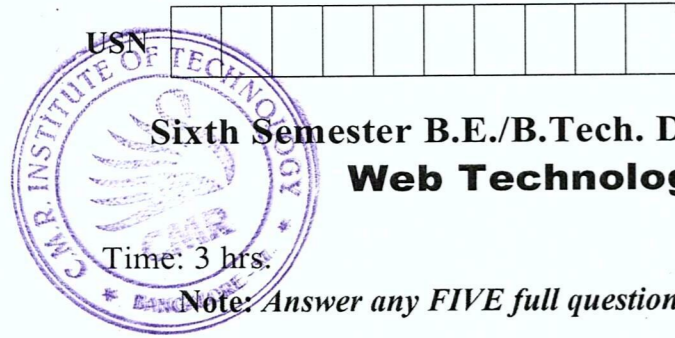 USN
C.M.R. INSTITUTE OF TECHNOLOGY
CMR
Sixth Semester B.E./B.Tech. D
Web Technolog
Time: 3 hrs.
Note: Answer any FIVE full question